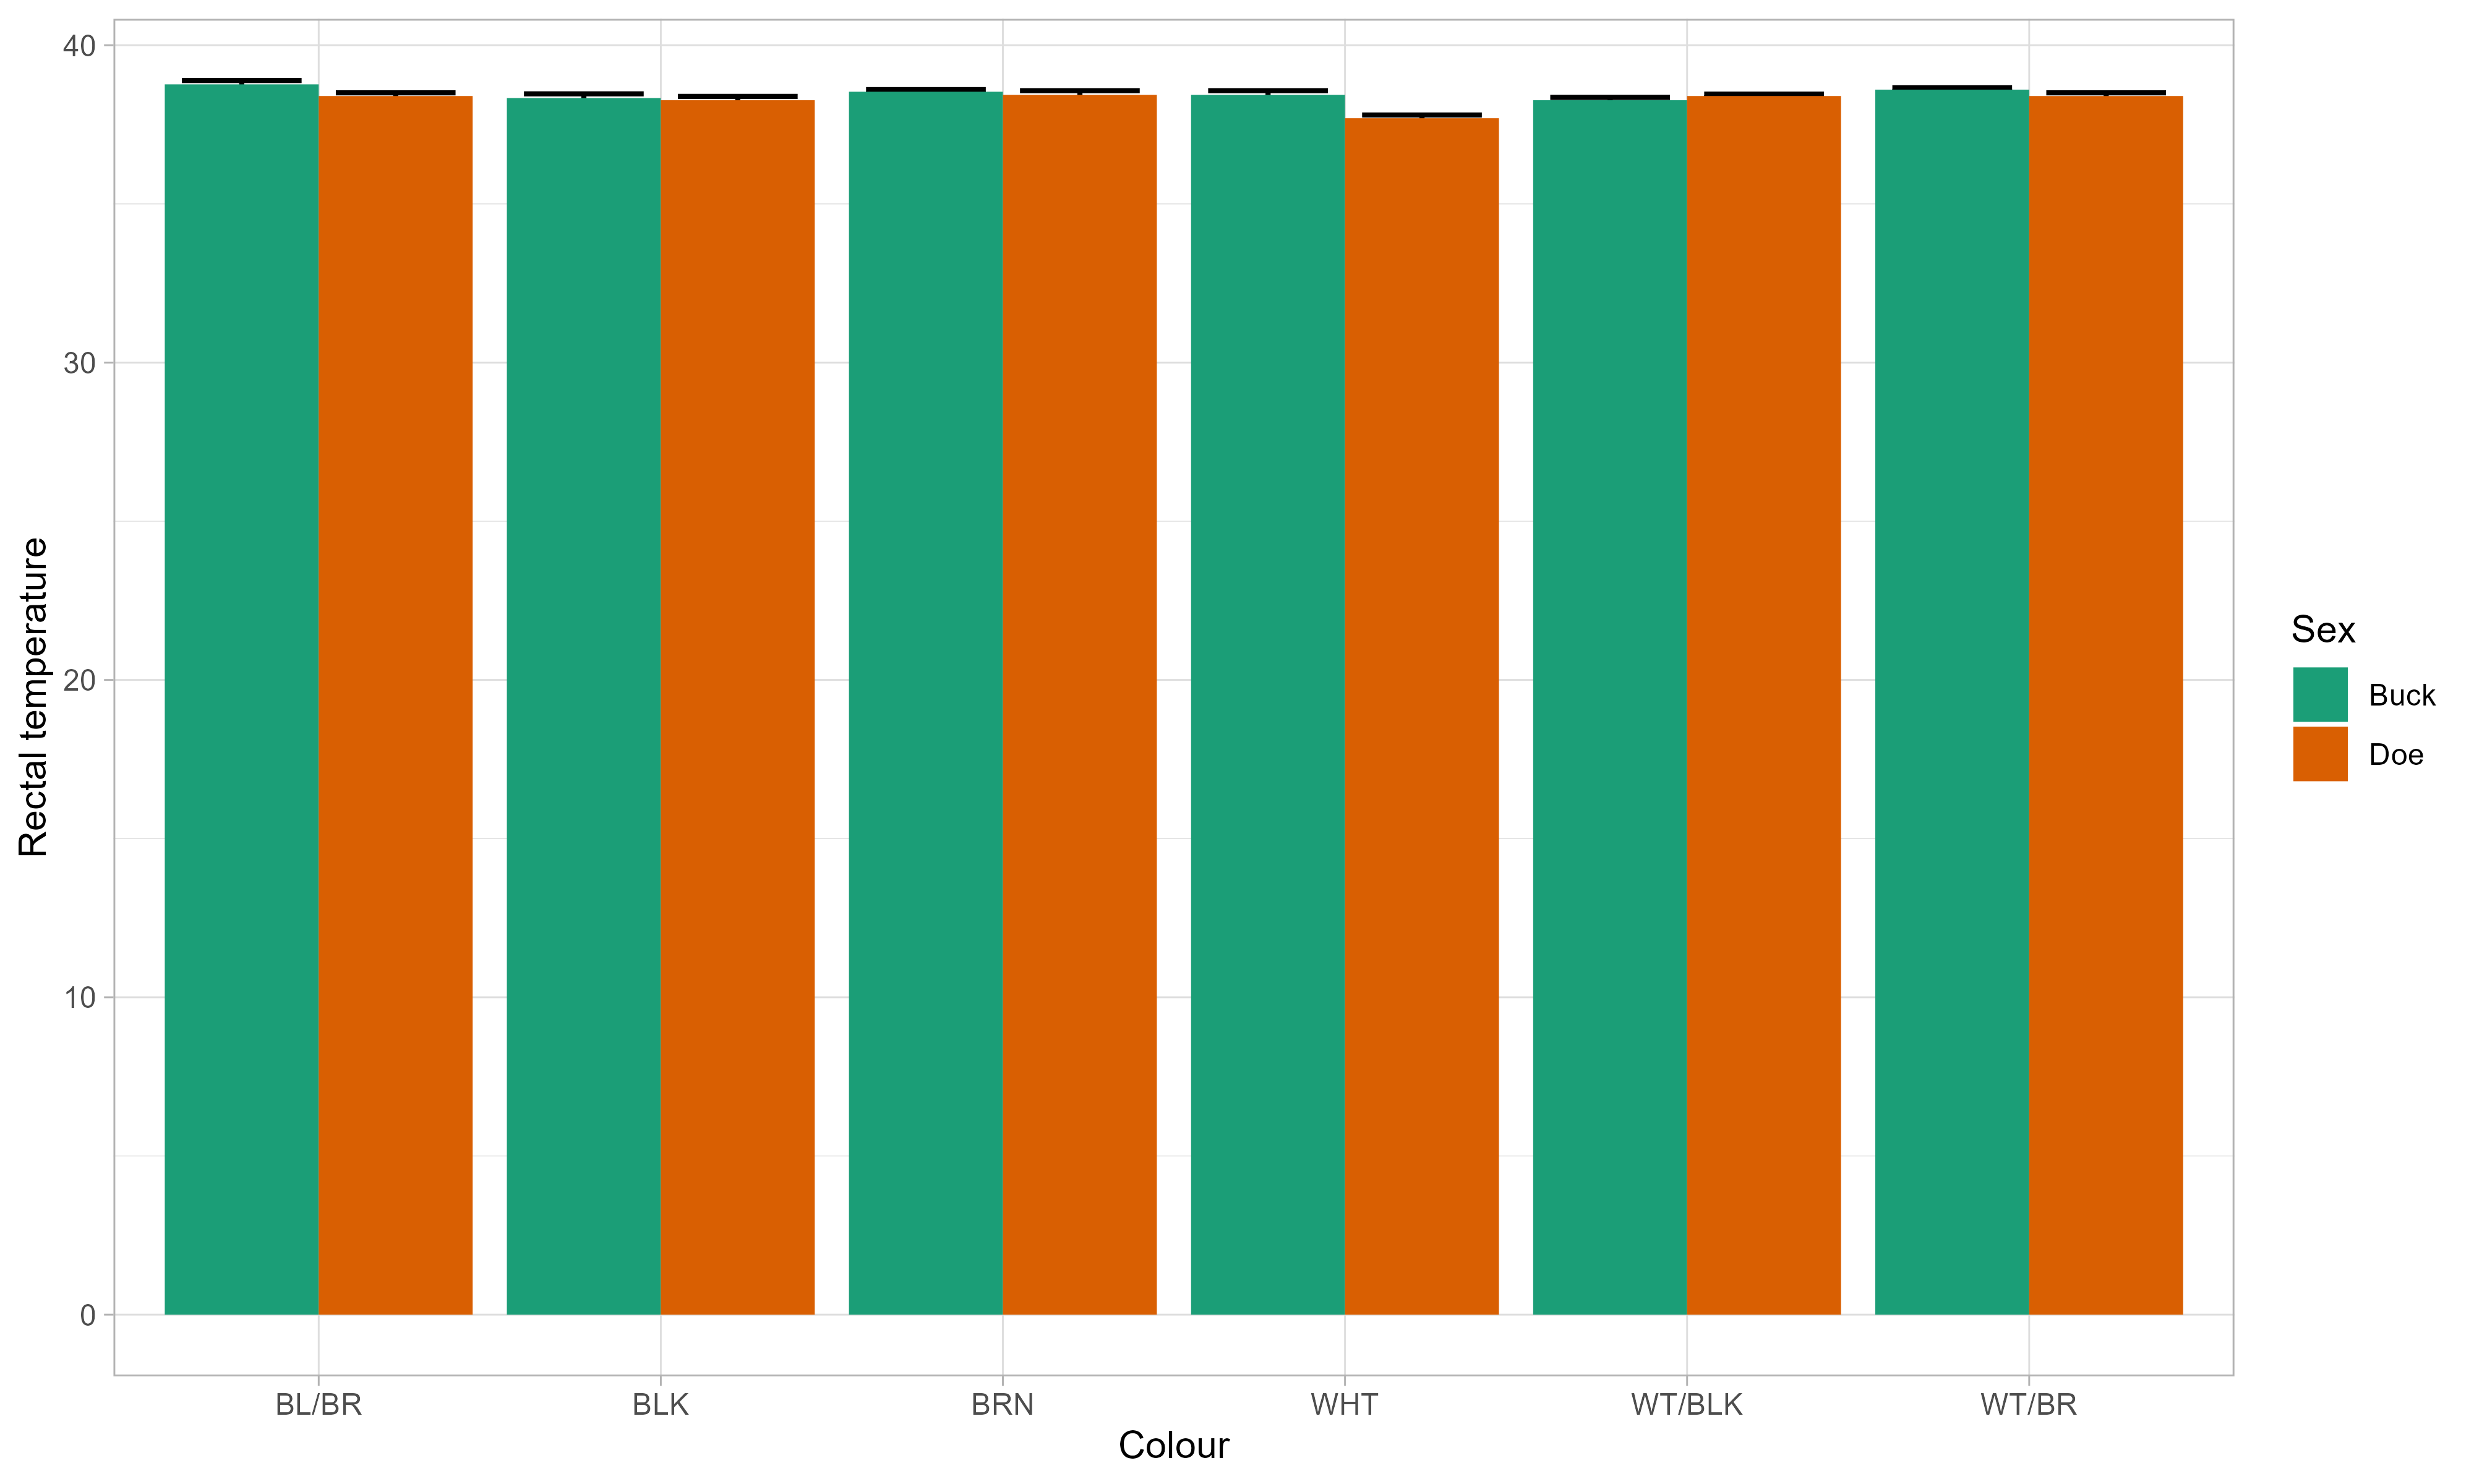 Rectal temperature
40
30
20
10
0
BL/BR BLK BRN WHT WT/BLK WT/BR
Colour
Sex
Buck
Doe